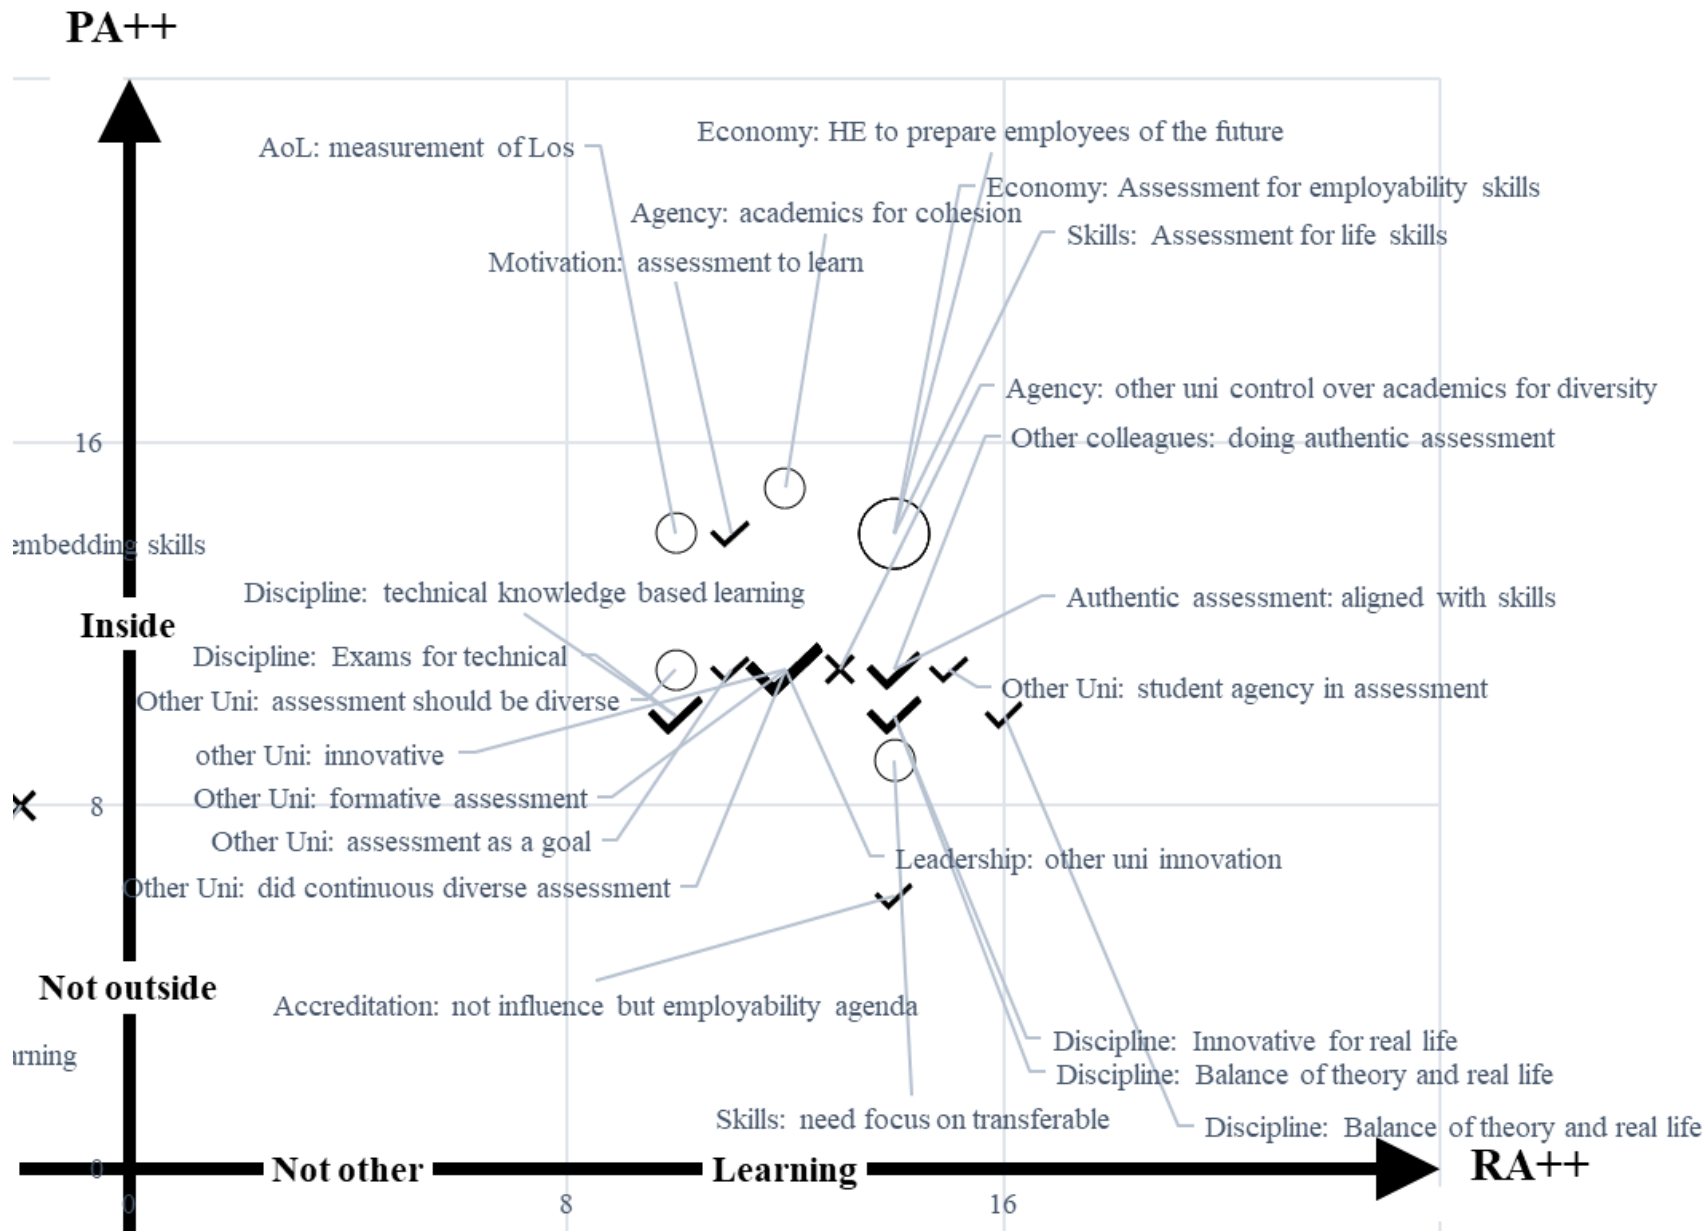 PA++
Economy: HE to prepare employees of the future
AoL: measurement of Los
Economy: Assessment for employability skills
Agency: academics for cohesion
Skills: Assessment for life skills
Motivation: assessment to learn
Agency: other uni control over academics for diversity
16
Other colleagues: doing authentic assessment
embedding skills
Discipline: technical knowledge based learning
Authentic assessment: aligned with skills
Inside
Discipline: Exams for technical
Other Uni: student agency in assessment
Other Uni: assessment should be diverse
other Uni: innovative
Other Uni: formative assessment
8
Other Uni: assessment as a goal
Leadership: other uni innovation
Other Uni: did continuous diverse assessment
Not outside
Accreditation: not influence but employability agenda
Discipline: Innovative for real life
arning
Discipline: Balance of theory and real life
Skills: need focus on transferable
Discipline: Balance of theory and real life
0
Not other
Learning
RA++
0
8
16